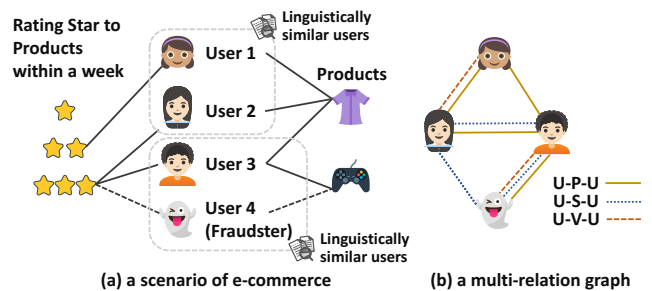 Rating Star to
Products
within a week
Linguistically
similar users
User 1
User 2
User 3
User 4
(Fraudster)
Products
Linguistically
similar users
(a) a scenario of e-commerce
U-P-U
U-S-U
U-V-U
(b) a multi-relation graph